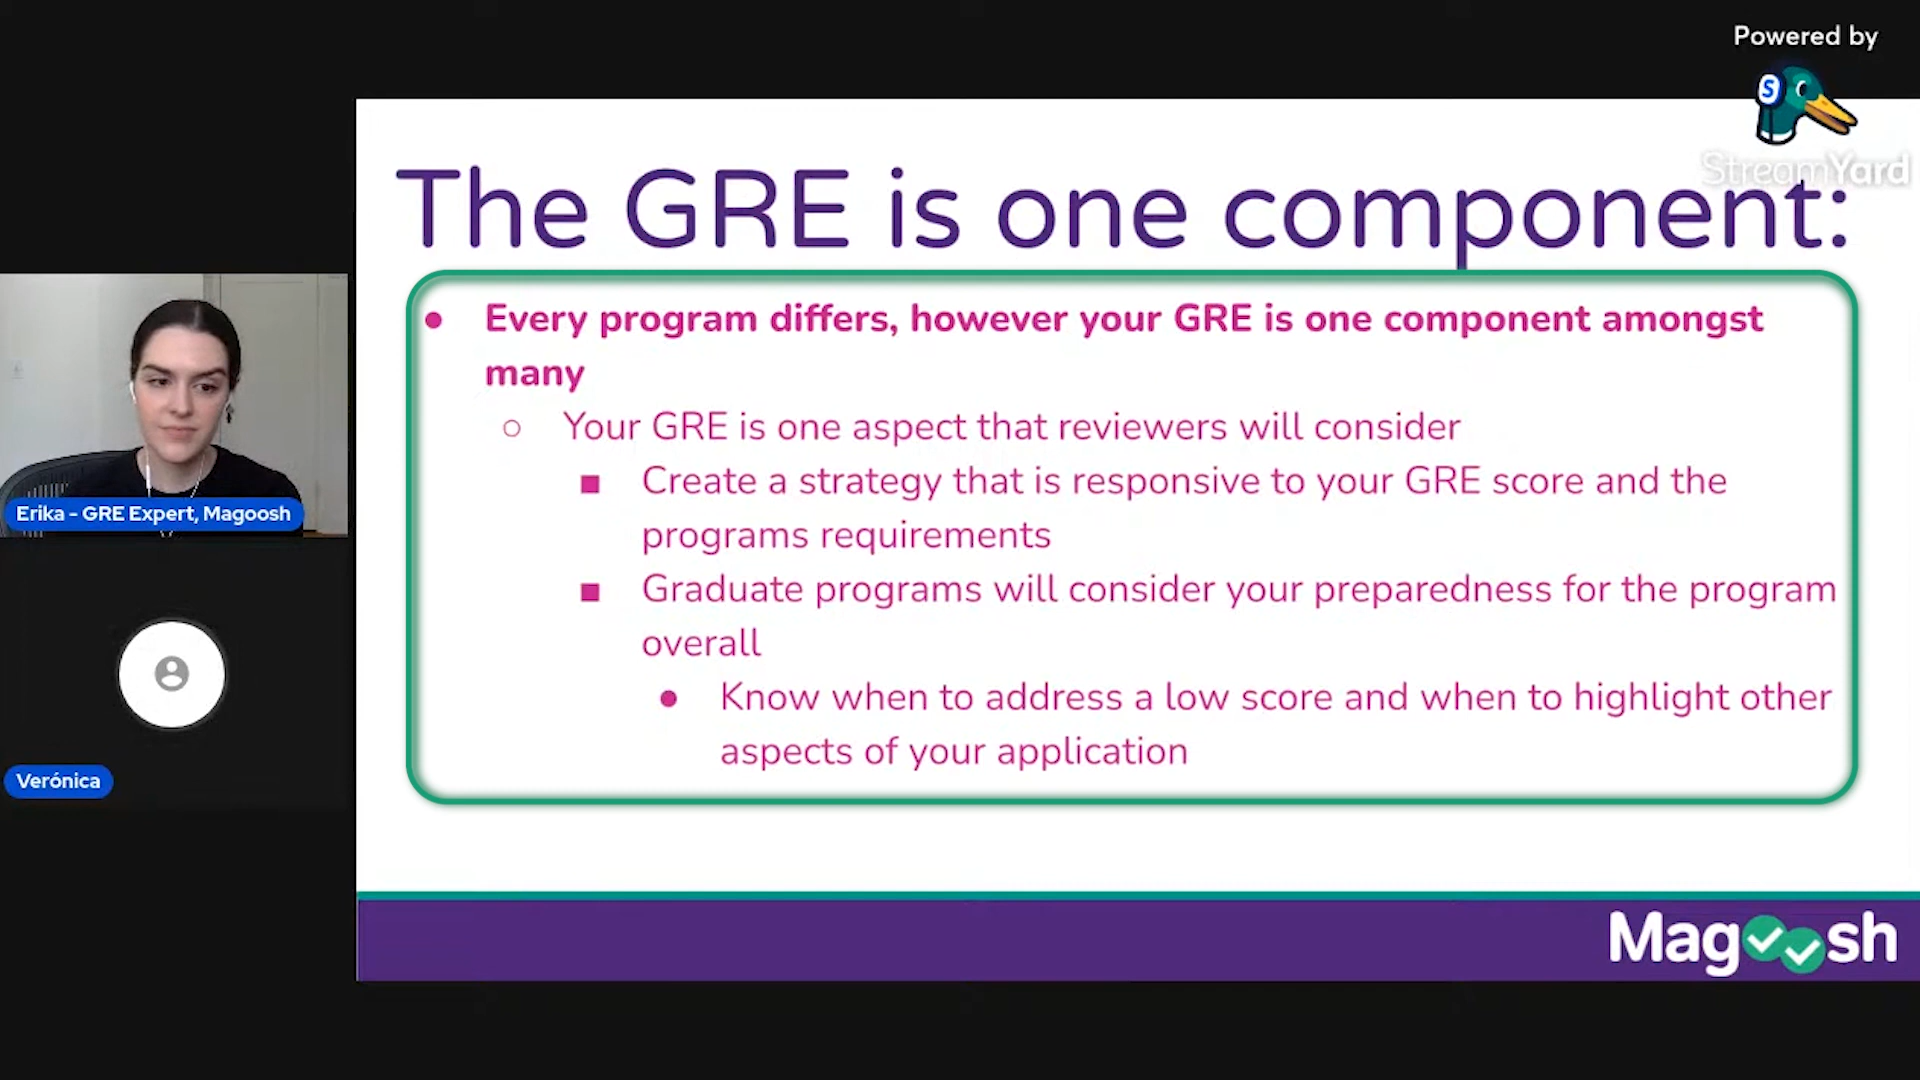 Powered by
S
StreamYard
The GRE is one component:
● Every program differs, however your GRE is one component amongst
many
○ Your GRE is one aspect that reviewers will consider
■ Create a strategy that is responsive to your GRE score and the
programs requirements
■ Graduate programs will consider your preparedness for the program
overall
● Know when to address a low score and when to highlight other
aspects of your application
Erika - GRE Expert, Magoosh
Verónica
Magoosh